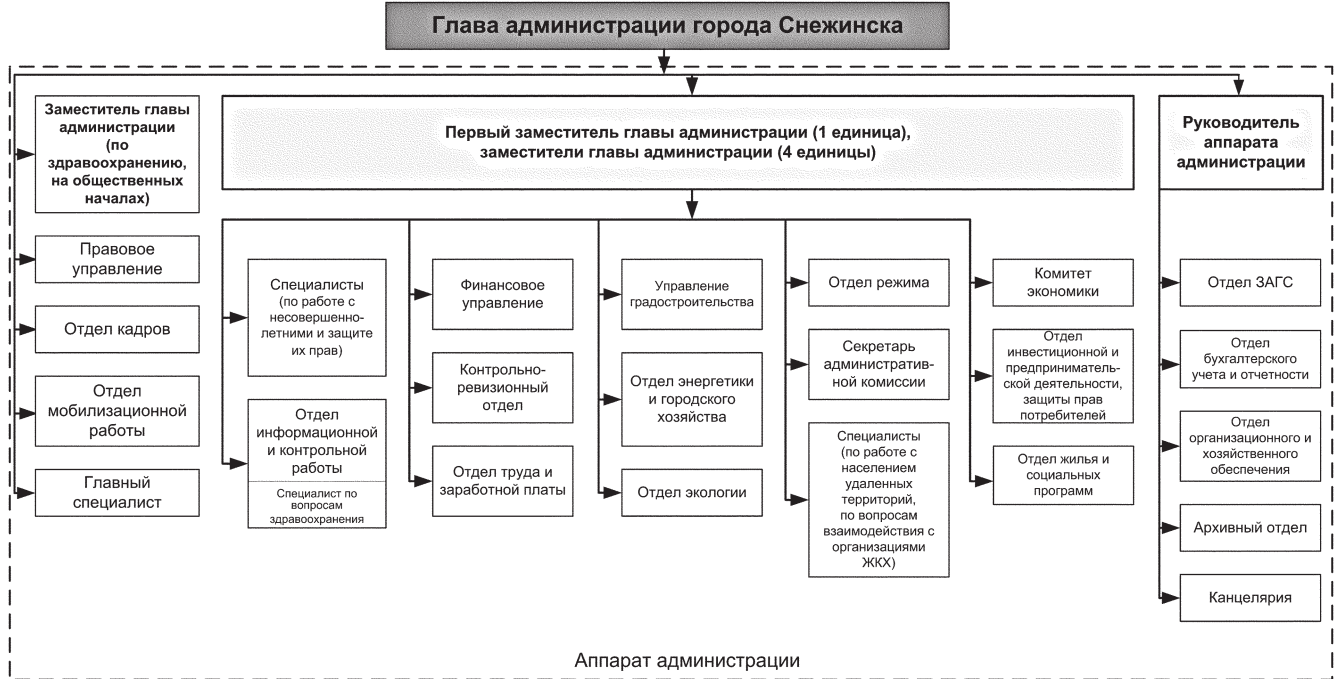 Глава администрации города Снежинска
Заместитель главы
администрации
(по
здравоохранению,
на общественных
началах)
Правовое
управление
Отдел кадров
Отдел
мобилизационной
работы
Главный
специалист
Первый заместитель главы администрации (1 единица),
заместители главы администрации (4 единицы)
Специалисты
(по работе с
несовершенно-
летними и защите
их прав)
Отдел
информационной
и контрольной
работы
Специалист по
вопросам
здравоохранения
Финансовое
управление
Контрольно-
ревизионный
отдел
Отдел труда и
заработной платы
Управление
градостроительства
Отдел энергетики
и городского
хозяйства
Отдел экологии
Отдел режима
Секретарь
административ-
ной комиссии
Специалисты
(по работе с
населением
удаленных
территорий,
по вопросам
взаимодействия с
организациями
ЖКХ)
Комитет
экономики
Отдел
инвестиционной и
предприниматель-
ской деятельности,
защиты прав
потребителей
Отдел жилья и
социальных
программ
Руководитель
аппарата
администрации
Отдел ЗАГС
Отдел
бухгалтерского
учета и отчетности
Отдел
организационного и
хозяйственного
обеспечения
Архивный отдел
Канцелярия
Аппарат администрации